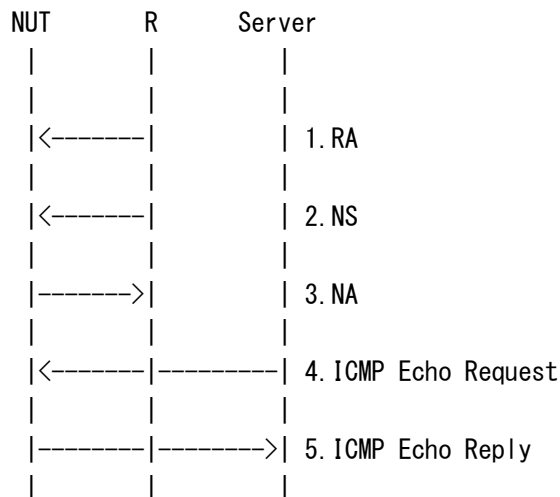 NUT R Server
1. RA
2. NS
3. NA
4. ICMP Echo Request
5. ICMP Echo Reply